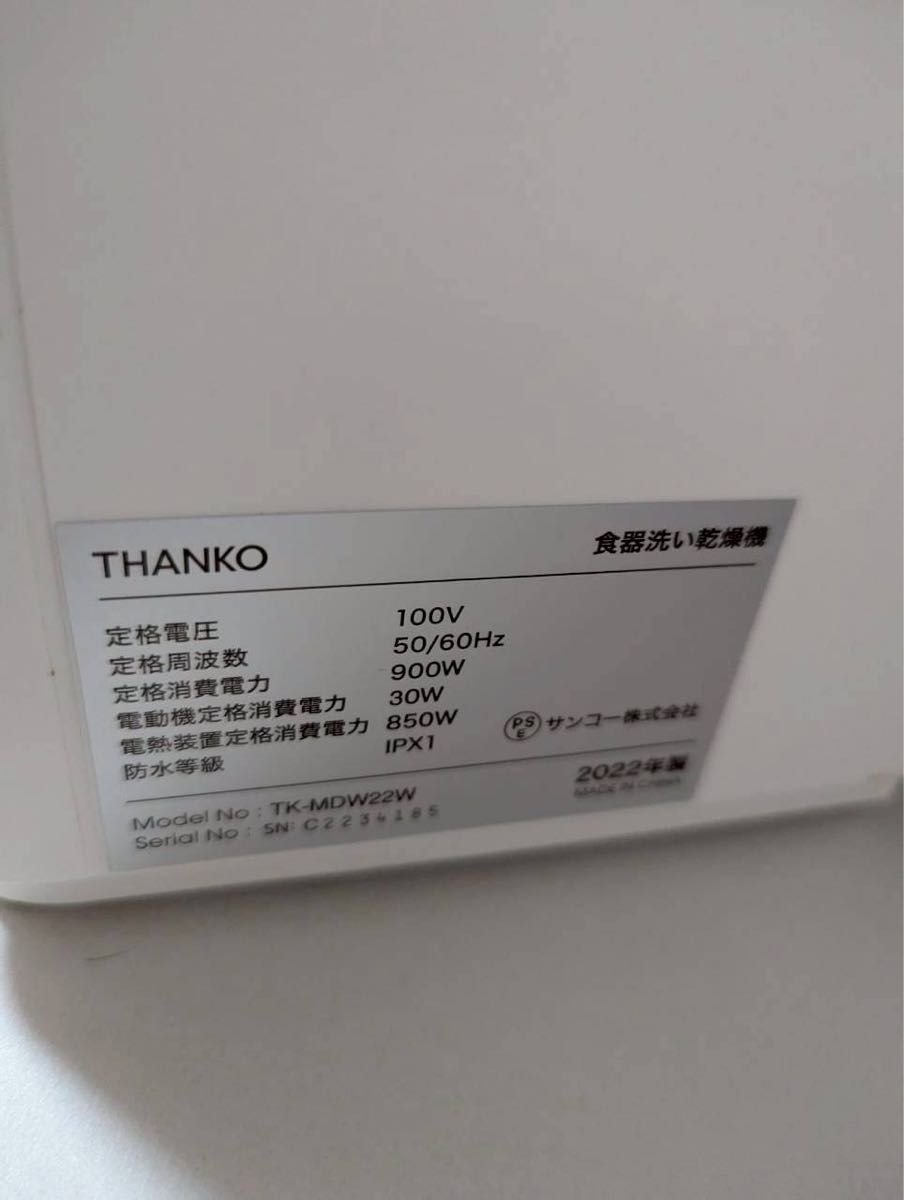 THANKO
食器洗い乾燥機
定格電圧 100V
定格周波数 50/60Hz
定格消費電力 900W
電動機定格消費電力 30W
電熱装置定格消費電力 850W
防水等級 IPX1
PSE サンコー株式会社
2022年製
MADE IN CHINA
Model No : TK-MDW22W
Serial No : SN: C2234185